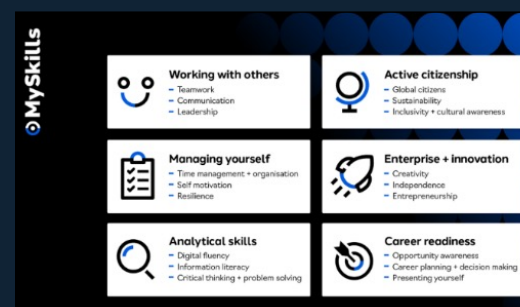 MySkills
Working with others
- Teamwork
- Communication
- Leadership
Active citizenship
- Global citizens
- Sustainability
- Inclusivity + cultural awareness
Managing yourself
- Time management + organisation
- Self motivation
- Resilience
Enterprise + innovation
- Creativity
- Independence
- Entrepreneurship
Analytical skills
- Digital fluency
- Information literacy
- Critical thinking + problem solving
Career readiness
- Opportunity awareness
- Career planning + decision making
- Presenting yourself